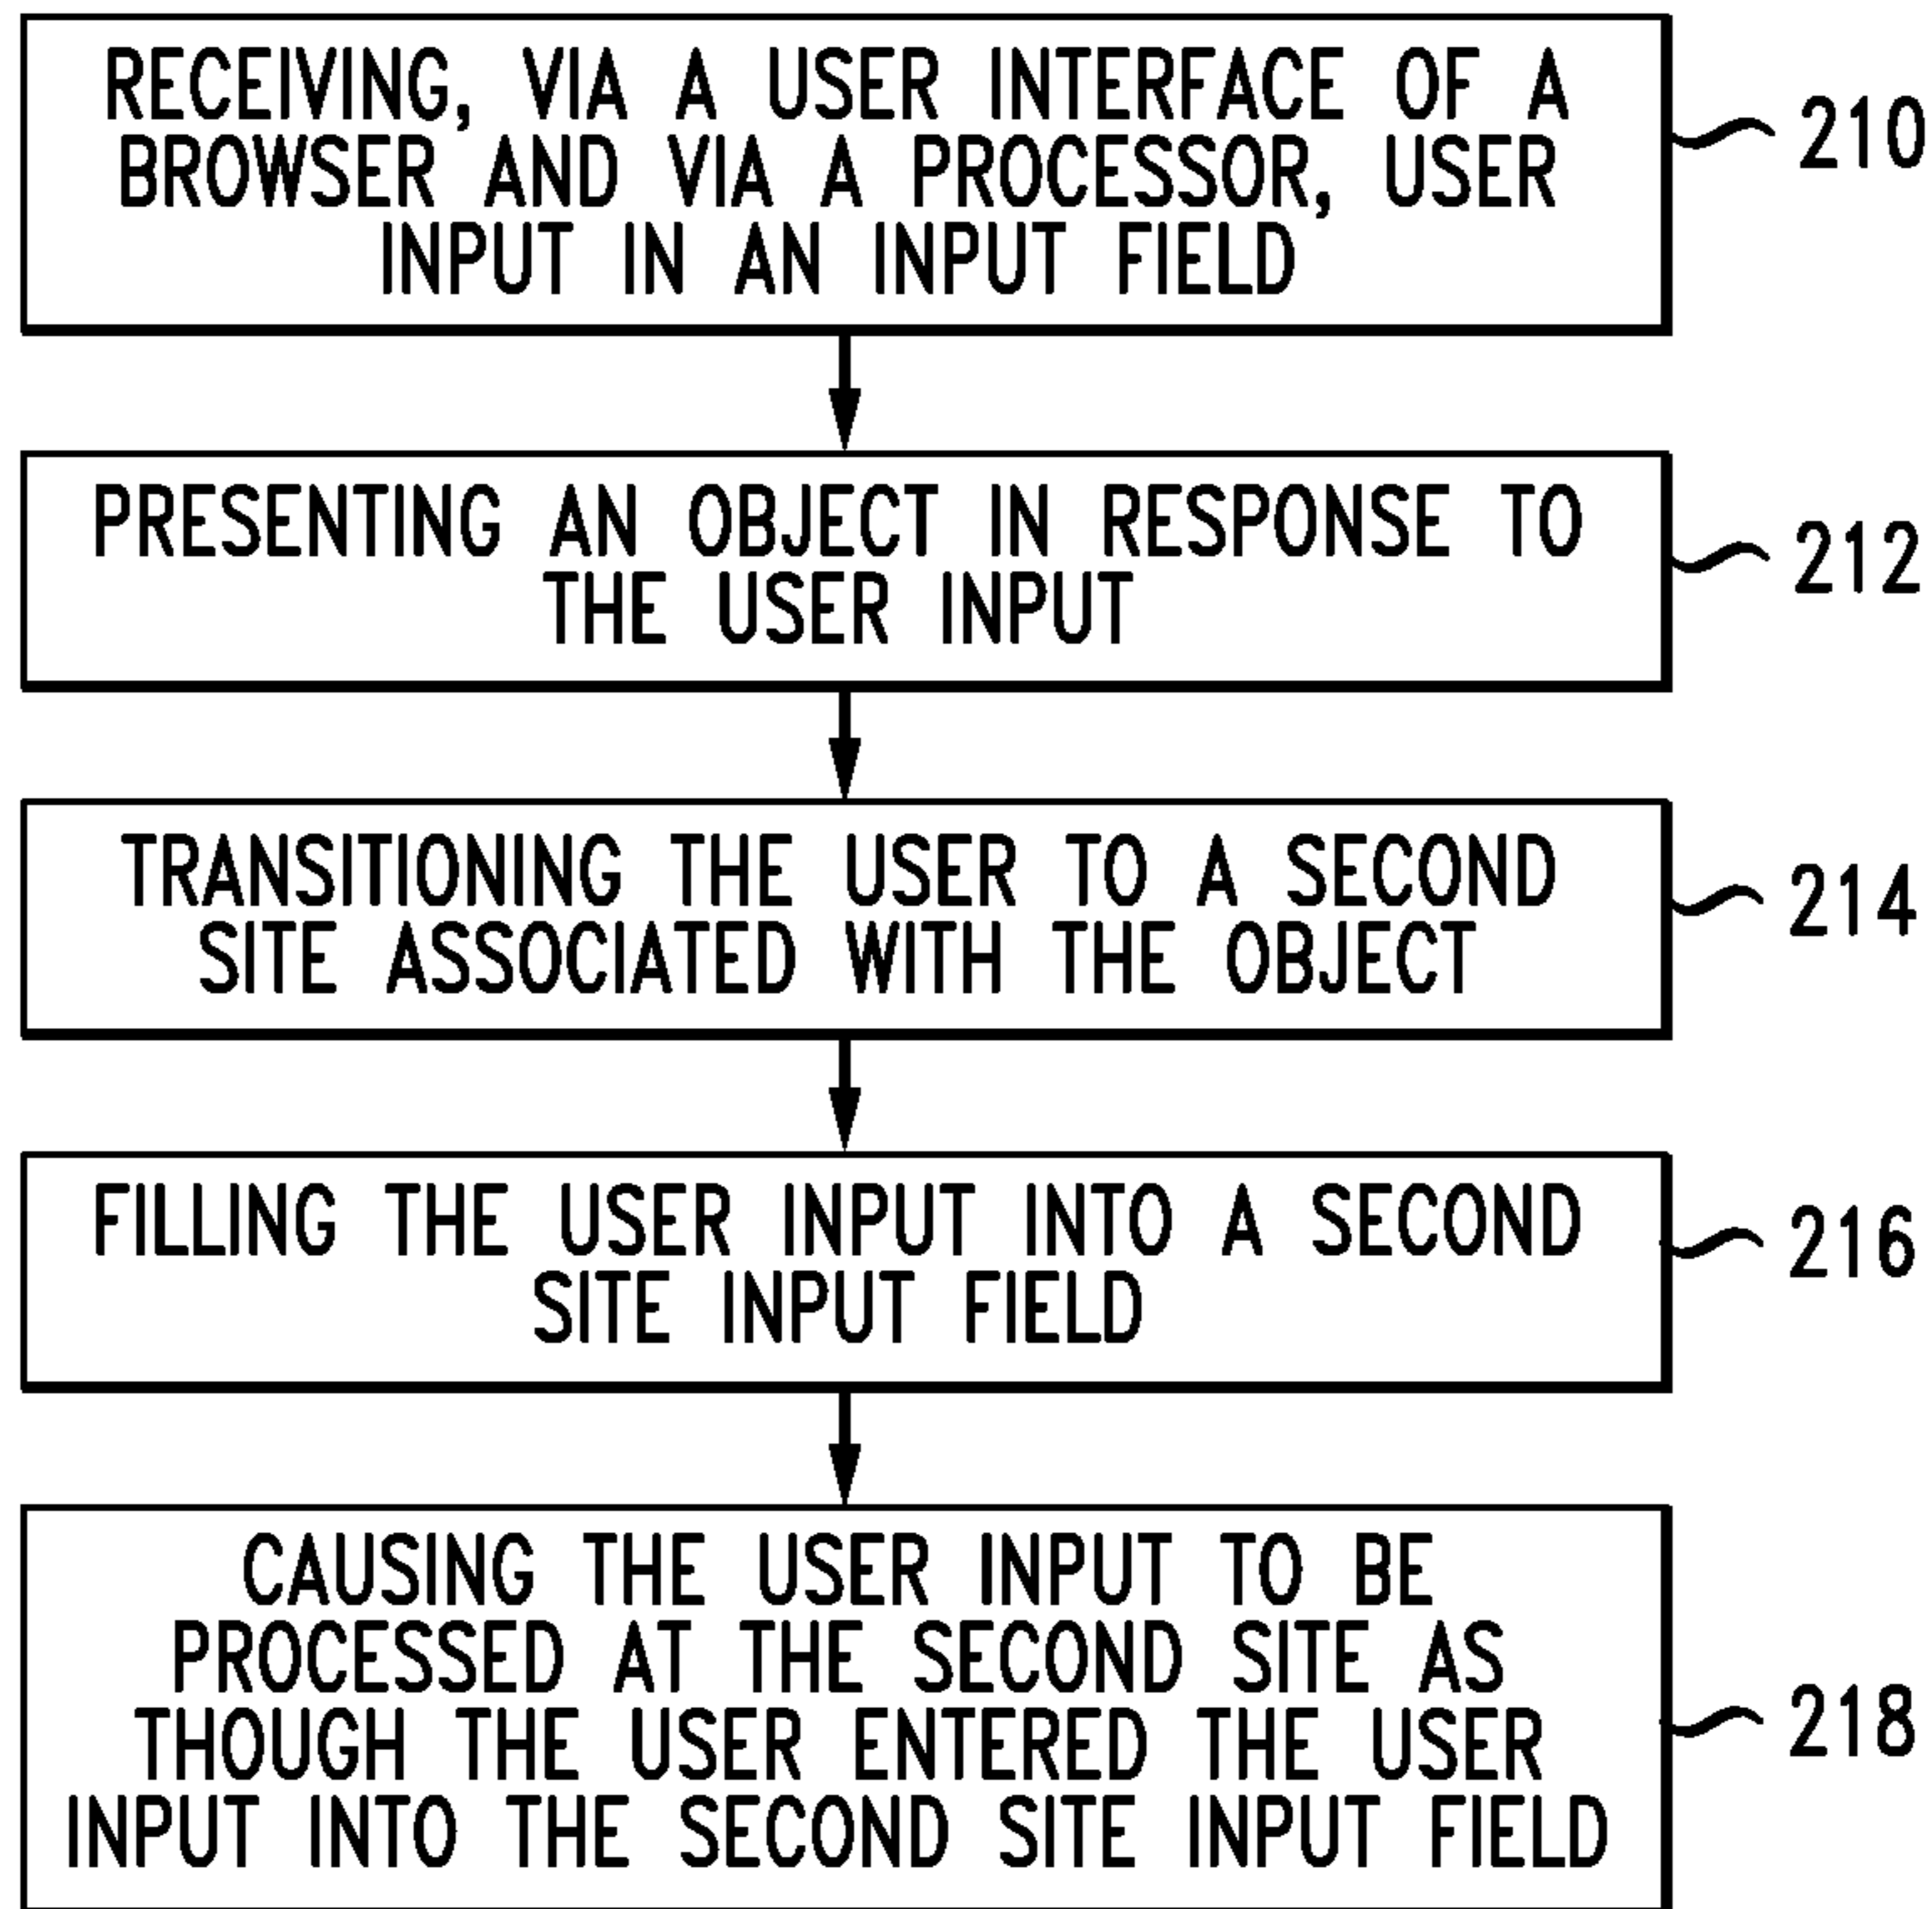 RECEIVING, VIA A USER INTERFACE OF A
BROWSER AND VIA A PROCESSOR, USER
INPUT IN AN INPUT FIELD
210
PRESENTING AN OBJECT IN RESPONSE TO
THE USER INPUT
212
TRANSITIONING THE USER TO A SECOND
SITE ASSOCIATED WITH THE OBJECT
214
FILLING THE USER INPUT INTO A SECOND
SITE INPUT FIELD
216
CAUSING THE USER INPUT TO BE
PROCESSED AT THE SECOND SITE AS
THOUGH THE USER ENTERED THE USER
INPUT INTO THE SECOND SITE INPUT FIELD
218